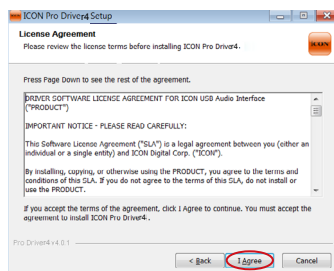 ICON Pro Driver4 Setup
License Agreement
Please review the license terms before installing ICON Pro Driver4.
ICON
Press Page Down to see the rest of the agreement.
DRIVER SOFTWARE LICENSE AGREEMENT FOR ICON USB Audio Interface
("PRODUCT")
IMPORTANT NOTICE - PLEASE READ CAREFULLY:
This Software License Agreement ("SLA") is a legal agreement between you (either an
individual or a single entity) and ICON Digital Corp. ("ICON").
By installing, copying, or otherwise using the PRODUCT, you agree to the terms and
conditions of this SLA. If you do not agree to the terms of this SLA, do not install or
use the PRODUCT.
If you accept the terms of the agreement, click I Agree to continue. You must accept the
agreement to install ICON Pro Driver4.
Pro Driver4 v4.0.1
< Back
I Agree
Cancel